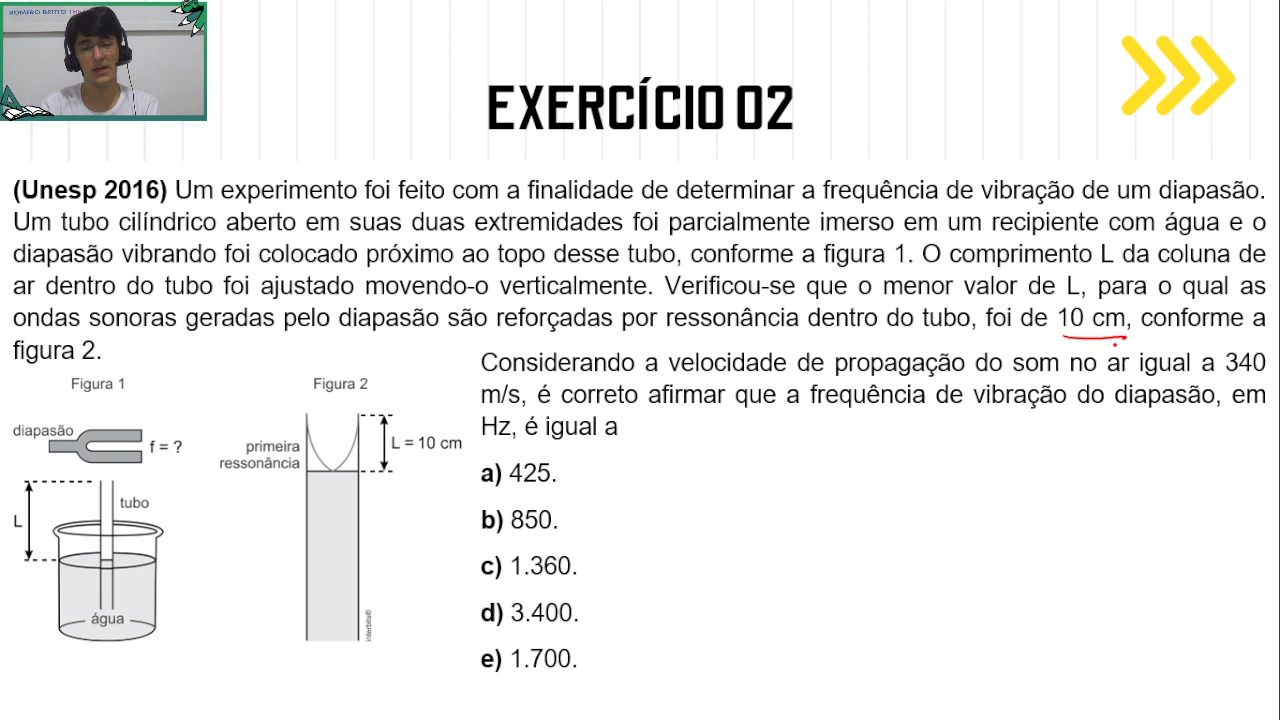 ROMERO BRITTO
EXERCÍCIO 02
(Unesp 2016) Um experimento foi feito com a finalidade de determinar a frequência de vibração de um diapasão.
Um tubo cilíndrico aberto em suas duas extremidades foi parcialmente imerso em um recipiente com água e o
diapasão vibrando foi colocado próximo ao topo desse tubo, conforme a figura 1. O comprimento L da coluna de
ar dentro do tubo foi ajustado movendo-o verticalmente. Verificou-se que o menor valor de L, para o qual as
ondas sonoras geradas pelo diapasão são reforçadas por ressonância dentro do tubo, foi de 10 cm, conforme a
figura 2.
Figura 1
diapasão
f = ?
L
tubo
água
Figura 2
primeira
ressonância
L = 10 cm
interbits®
Considerando a velocidade de propagação do som no ar igual a 340
m/s, é correto afirmar que a frequência de vibração do diapasão, em
Hz, é igual a
a) 425.
b) 850.
c) 1.360.
d) 3.400.
e) 1.700.